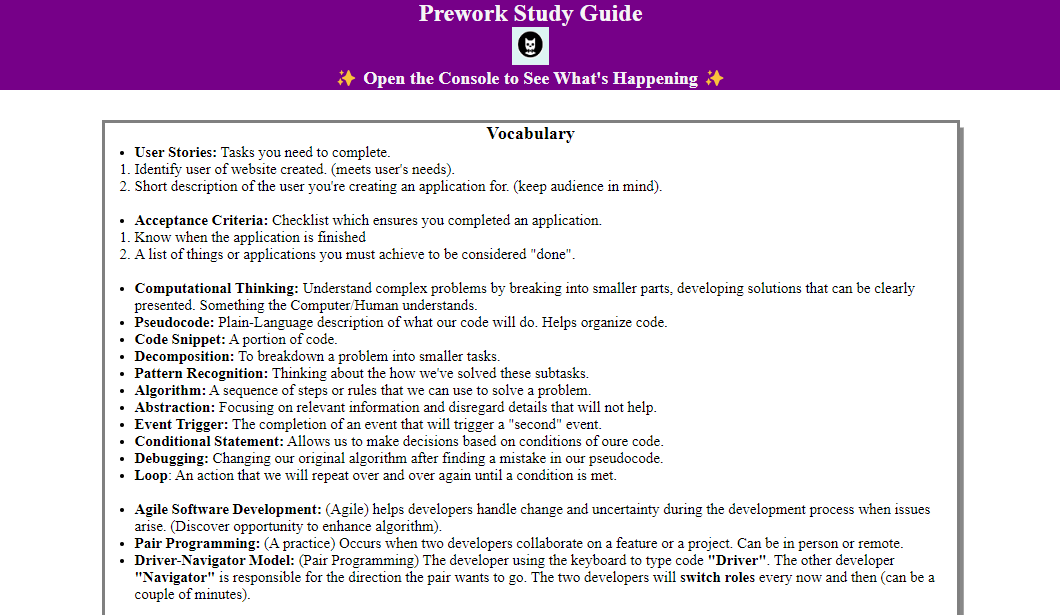 Prework Study Guide
✨ Open the Console to See What's Happening ✨
Vocabulary
• User Stories: Tasks you need to complete.
1. Identify user of website created. (meets user's needs).
2. Short description of the user you're creating an application for. (keep audience in mind).
• Acceptance Criteria: Checklist which ensures you completed an application.
1. Know when the application is finished
2. A list of things or applications you must achieve to be considered "done".
• Computational Thinking: Understand complex problems by breaking into smaller parts, developing solutions that can be clearly
presented. Something the Computer/Human understands.
• Pseudocode: Plain-Language description of what our code will do. Helps organize code.
• Code Snippet: A portion of code.
• Decomposition: To breakdown a problem into smaller tasks.
• Pattern Recognition: Thinking about the how we've solved these subtasks.
• Algorithm: A sequence of steps or rules that we can use to solve a problem.
• Abstraction: Focusing on relevant information and disregard details that will not help.
• Event Trigger: The completion of an event that will trigger a "second" event.
• Conditional Statement: Allows us to make decisions based on conditions of oure code.
• Debugging: Changing our original algorithm after finding a mistake in our pseudocode.
• Loop: An action that we will repeat over and over again until a condition is met.
• Agile Software Development: (Agile) helps developers handle change and uncertainty during the development process when issues
arise. (Discover opportunity to enhance algorithm).
• Pair Programming: (A practice) Occurs when two developers collaborate on a feature or a project. Can be in person or remote.
• Driver-Navigator Model: (Pair Programming) The developer using the keyboard to type code "Driver". The other developer
"Navigator" is responsible for the direction the pair wants to go. The two developers will switch roles every now and then (can be a
couple of minutes).